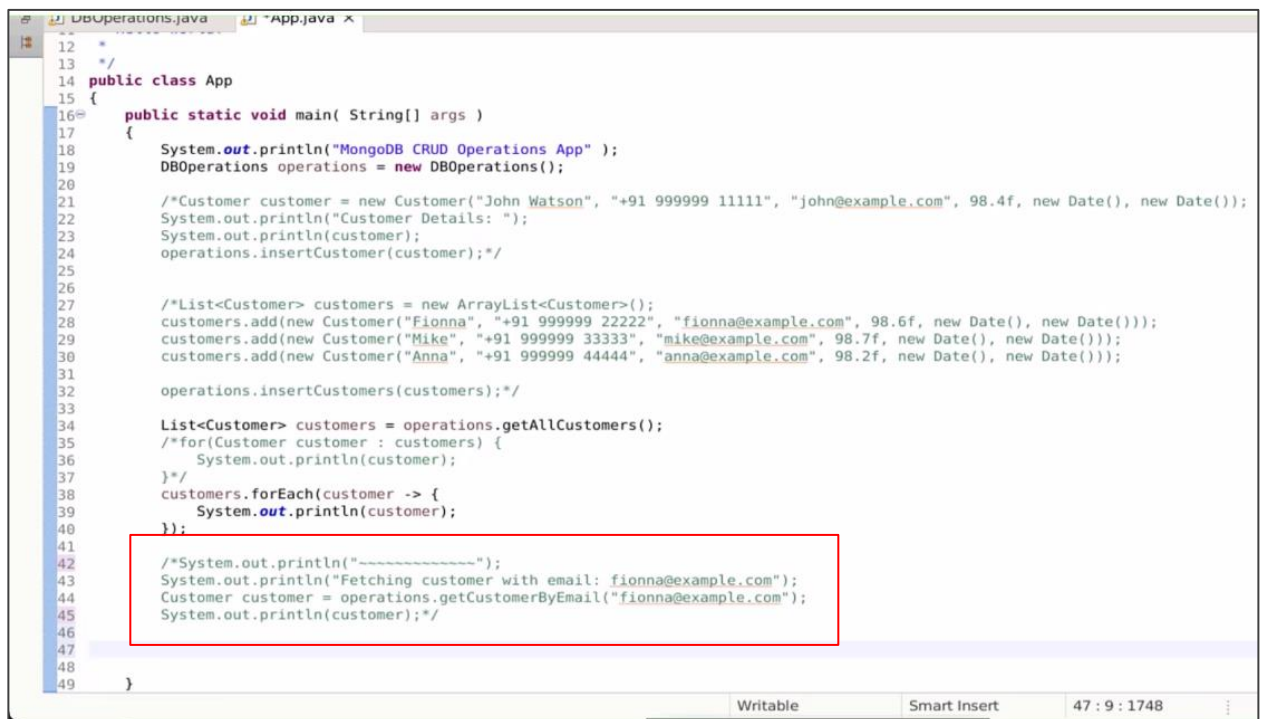 DBOperations.java *App.java ×
12 *
13 */
14 public class App
15 {
16 public static void main( String[] args )
17 {
18 System.out.println("MongoDB CRUD Operations App" );
19 DBOperations operations = new DBOperations();
20
21 /*Customer customer = new Customer("John Watson", "+91 999999 11111", "john@example.com", 98.4f, new Date(), new Date());
22 System.out.println("Customer Details: ");
23 System.out.println(customer);
24 operations.insertCustomer(customer);*/
25
26
27 /*List<Customer> customers = new ArrayList<Customer>();
28 customers.add(new Customer("Fionna", "+91 999999 22222", "fionna@example.com", 98.6f, new Date(), new Date()));
29 customers.add(new Customer("Mike", "+91 999999 33333", "mike@example.com", 98.7f, new Date(), new Date()));
30 customers.add(new Customer("Anna", "+91 999999 44444", "anna@example.com", 98.2f, new Date(), new Date()));
31
32 operations.insertCustomers(customers);*/
33
34 List<Customer> customers = operations.getAllCustomers();
35 /*for(Customer customer : customers) {
36 System.out.println(customer);
37 }*/
38 customers.forEach(customer -> {
39 System.out.println(customer);
40 });
41
42 /*System.out.println("~~~~~~~~~~~~~");
43 System.out.println("Fetching customer with email: fionna@example.com");
44 Customer customer = operations.getCustomerByEmail("fionna@example.com");
45 System.out.println(customer);*/
46
47
48
49 }
Writable Smart Insert 47 : 9 : 1748